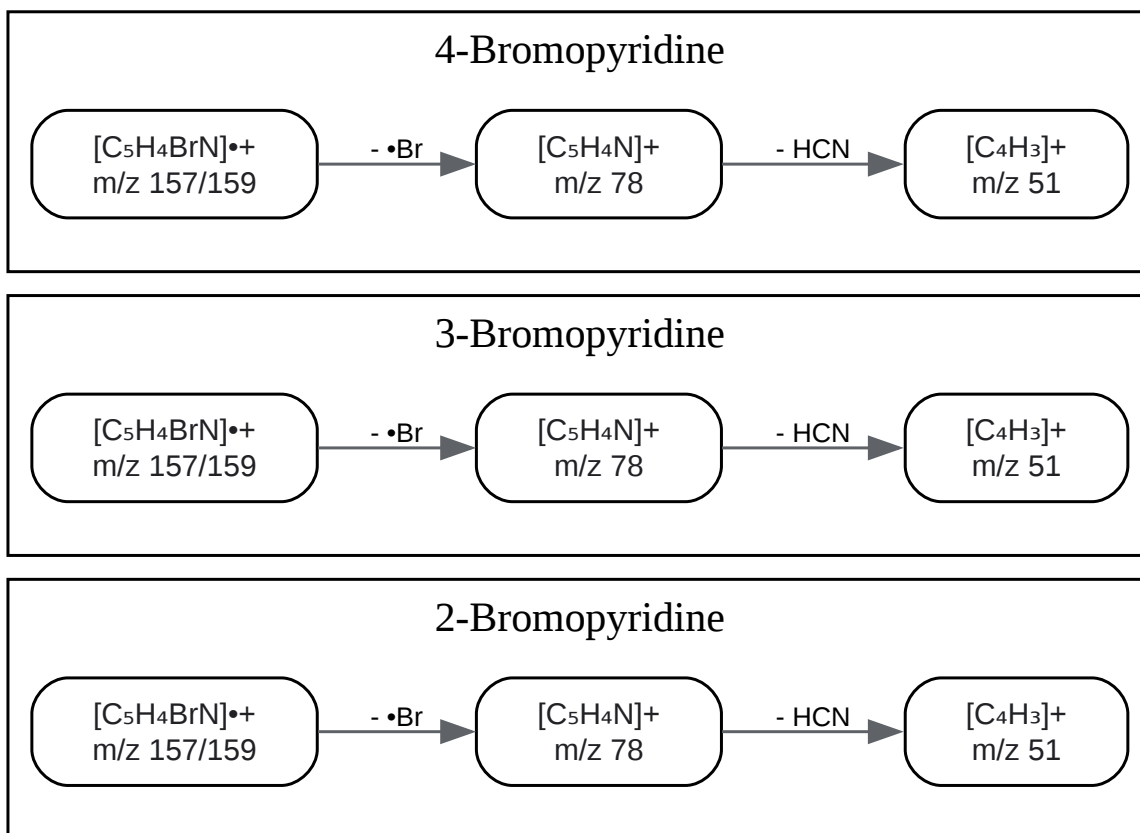 4-Bromopyridine
[C₅H₄BrN]•+
m/z 157/159
- •Br
[C₅H₄N]+
m/z 78
- HCN
[C₄H₃]+
m/z 51
3-Bromopyridine
[C₅H₄BrN]•+
m/z 157/159
- •Br
[C₅H₄N]+
m/z 78
- HCN
[C₄H₃]+
m/z 51
2-Bromopyridine
[C₅H₄BrN]•+
m/z 157/159
- •Br
[C₅H₄N]+
m/z 78
- HCN
[C₄H₃]+
m/z 51